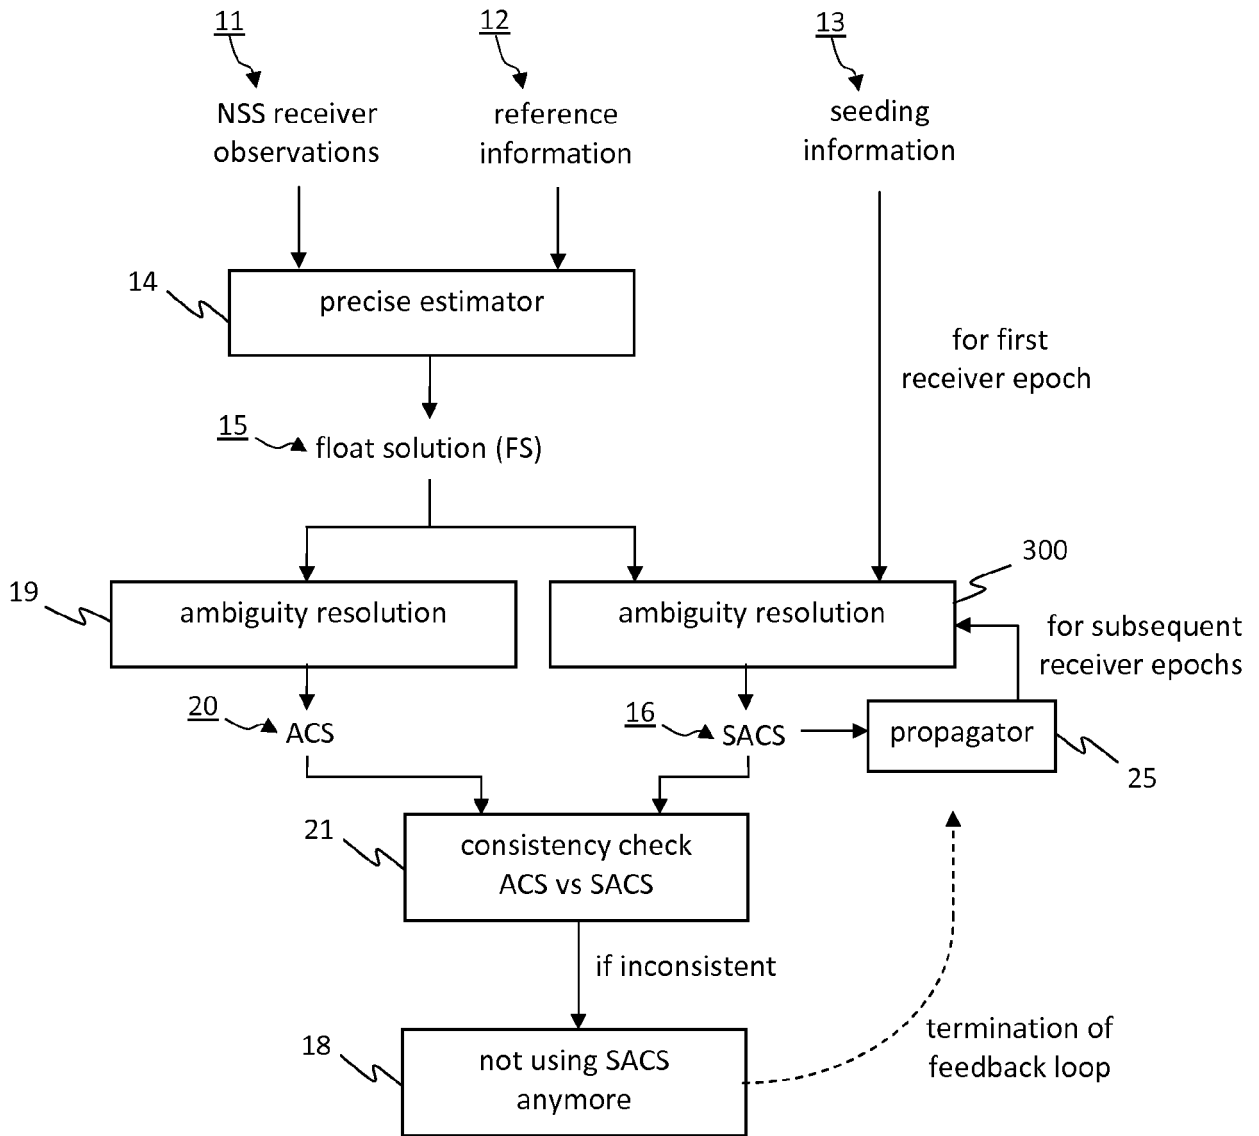 11
12
13
NSS receiver
observations
reference
information
seeding
information
14
precise estimator
for first
receiver epoch
15
float solution (FS)
300
19
ambiguity resolution
ambiguity resolution
for subsequent
receiver epochs
20
ACS
16
SACS
propagator
25
21
consistency check
ACS vs SACS
if inconsistent
18
not using SACS
anymore
termination of
feedback loop